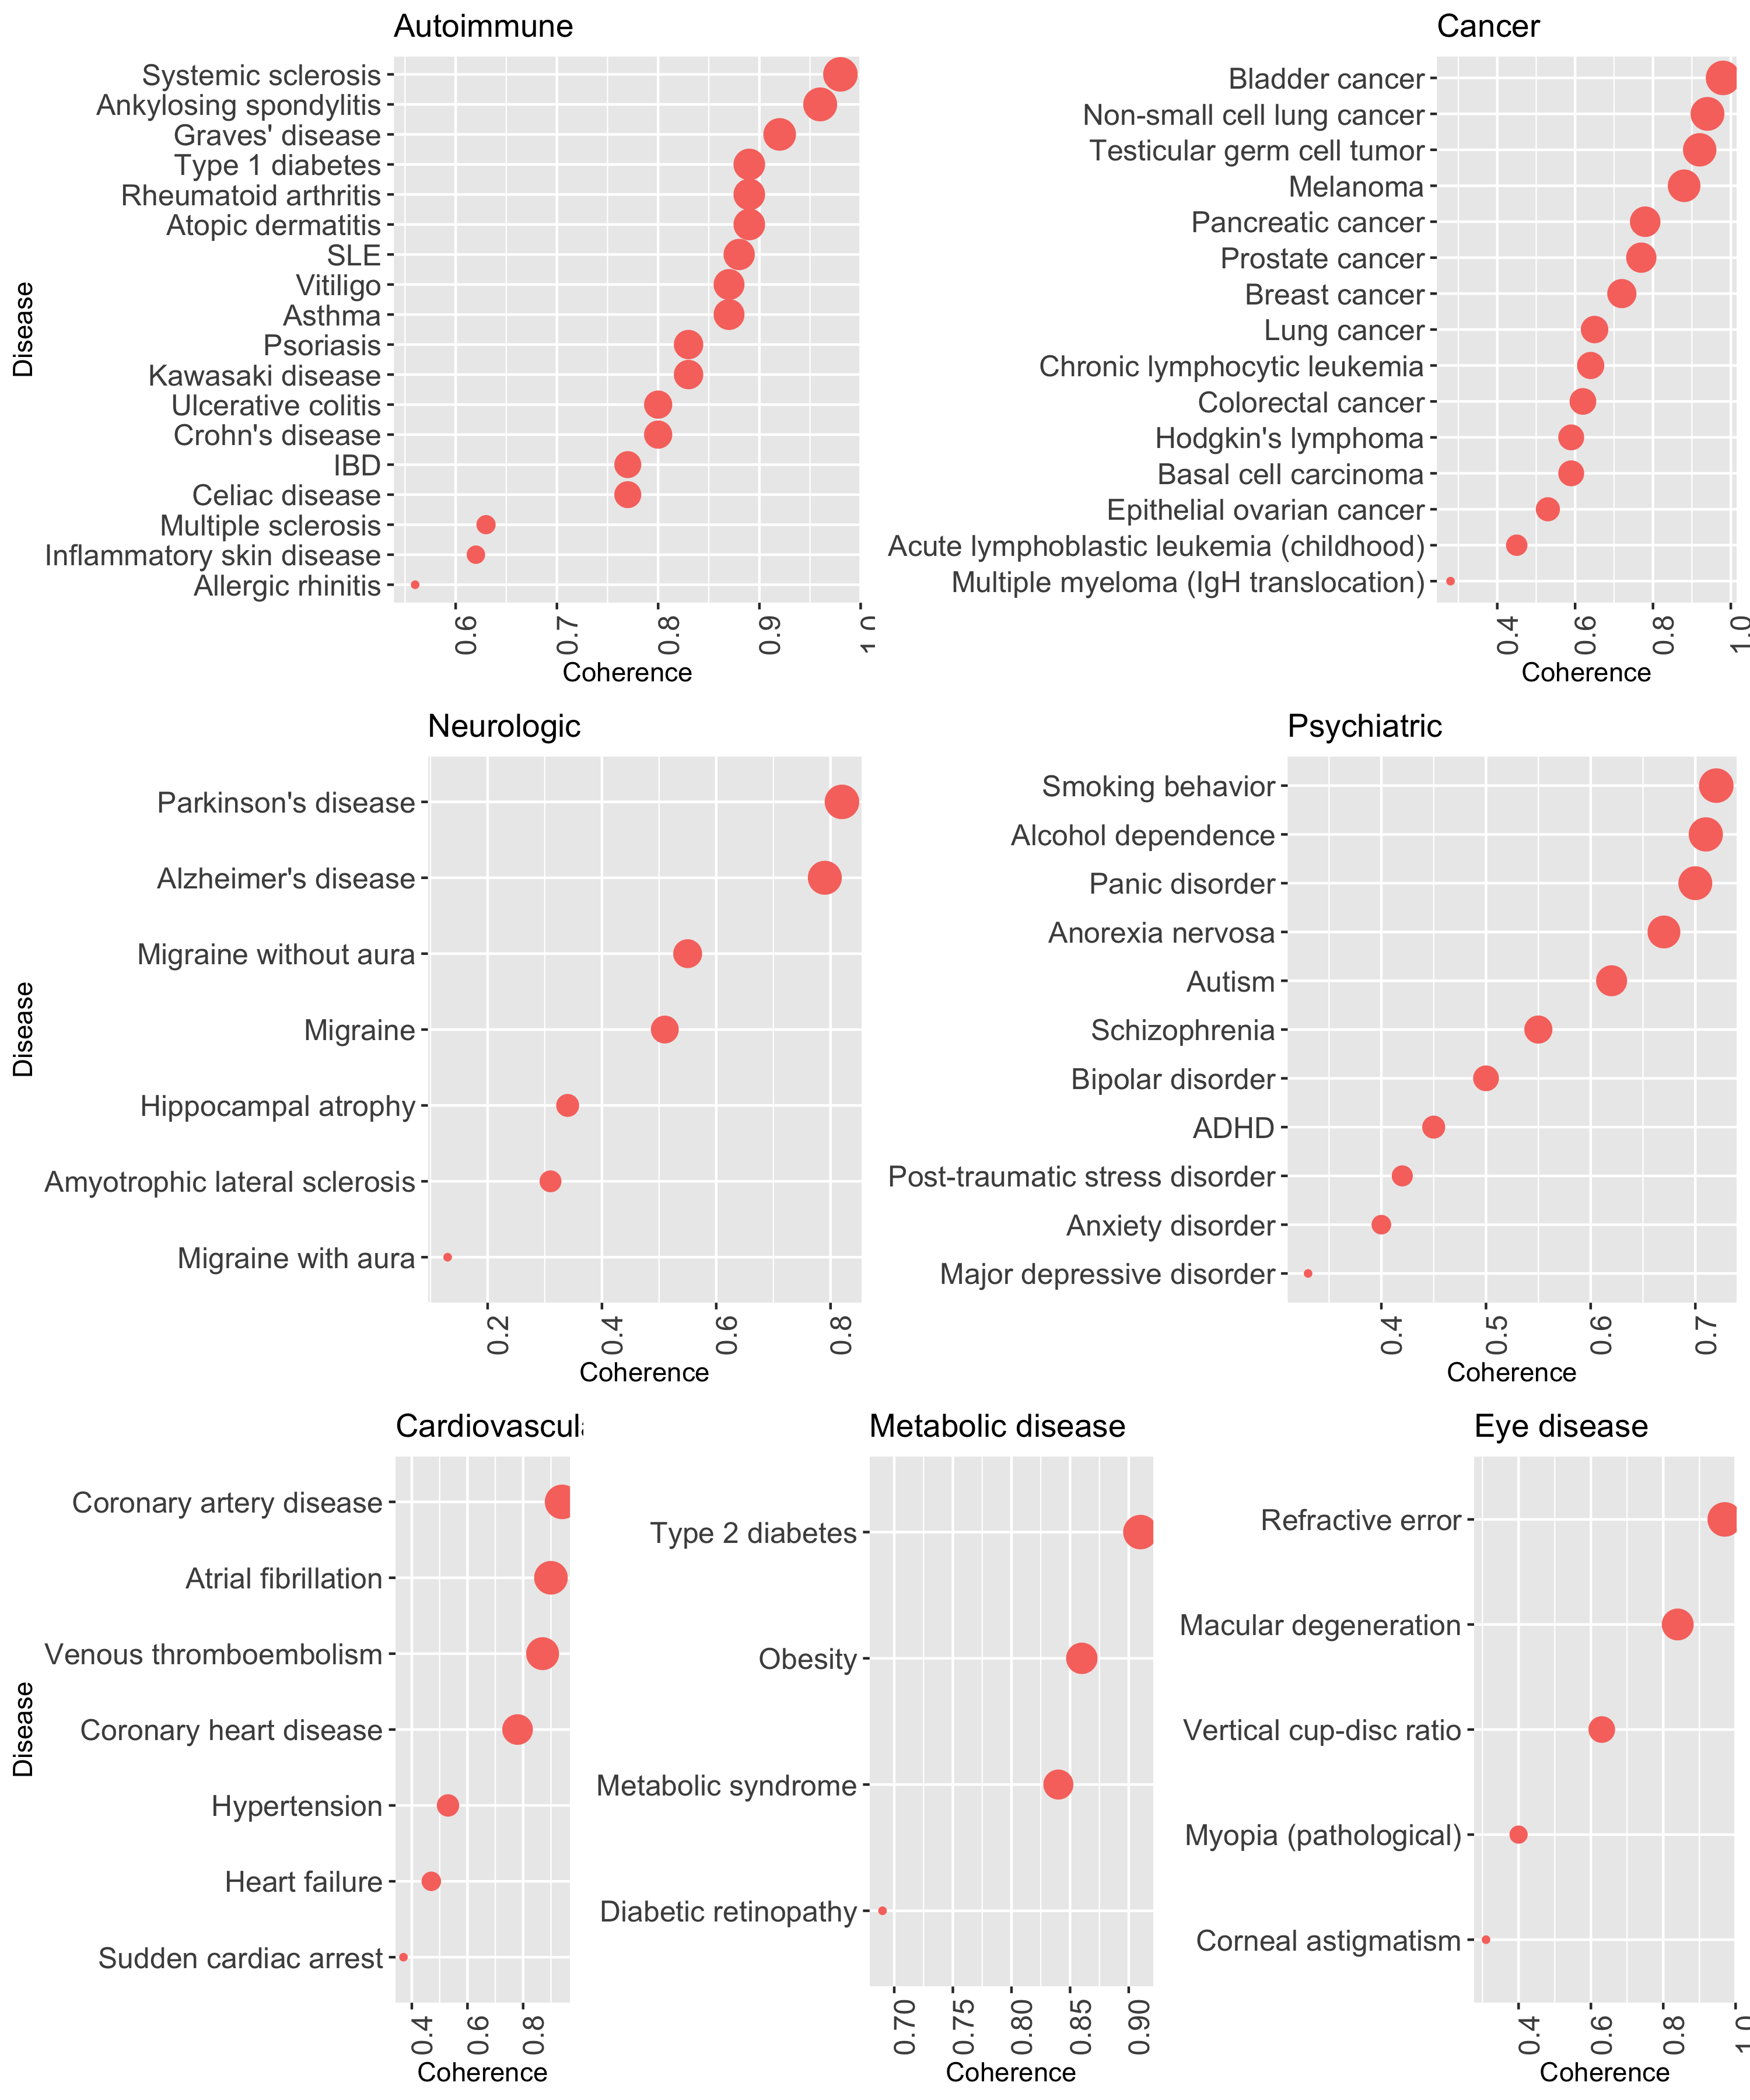 Autoimmune
Disease
Systemic sclerosis
Ankylosing spondylitis
Graves' disease
Type 1 diabetes
Rheumatoid arthritis
Atopic dermatitis
SLE
Vitiligo
Asthma
Psoriasis
Kawasaki disease
Ulcerative colitis
Crohn's disease
IBD
Celiac disease
Multiple sclerosis
Inflammatory skin disease
Allergic rhinitis
0.6 0.7 0.8 0.9 1.0
Coherence
Cancer
Bladder cancer
Non-small cell lung cancer
Testicular germ cell tumor
Melanoma
Pancreatic cancer
Prostate cancer
Breast cancer
Lung cancer
Chronic lymphocytic leukemia
Colorectal cancer
Hodgkin's lymphoma
Basal cell carcinoma
Epithelial ovarian cancer
Acute lymphoblastic leukemia (childhood)
Multiple myeloma (IgH translocation)
0.4 0.6 0.8 1.0
Coherence
Neurologic
Disease
Parkinson's disease
Alzheimer's disease
Migraine without aura
Migraine
Hippocampal atrophy
Amyotrophic lateral sclerosis
Migraine with aura
0.2 0.4 0.6 0.8
Coherence
Psychiatric
Smoking behavior
Alcohol dependence
Panic disorder
Anorexia nervosa
Autism
Schizophrenia
Bipolar disorder
ADHD
Post-traumatic stress disorder
Anxiety disorder
Major depressive disorder
0.4 0.5 0.6 0.7
Coherence
Cardiovascula
Disease
Coronary artery disease
Atrial fibrillation
Venous thromboembolism
Coronary heart disease
Hypertension
Heart failure
Sudden cardiac arrest
0.4 0.6 0.8
Coherence
Metabolic disease
Type 2 diabetes
Obesity
Metabolic syndrome
Diabetic retinopathy
0.70 0.75 0.80 0.85 0.90
Coherence
Eye disease
Refractive error
Macular degeneration
Vertical cup-disc ratio
Myopia (pathological)
Corneal astigmatism
0.4 0.6 0.8 1.0
Coherence